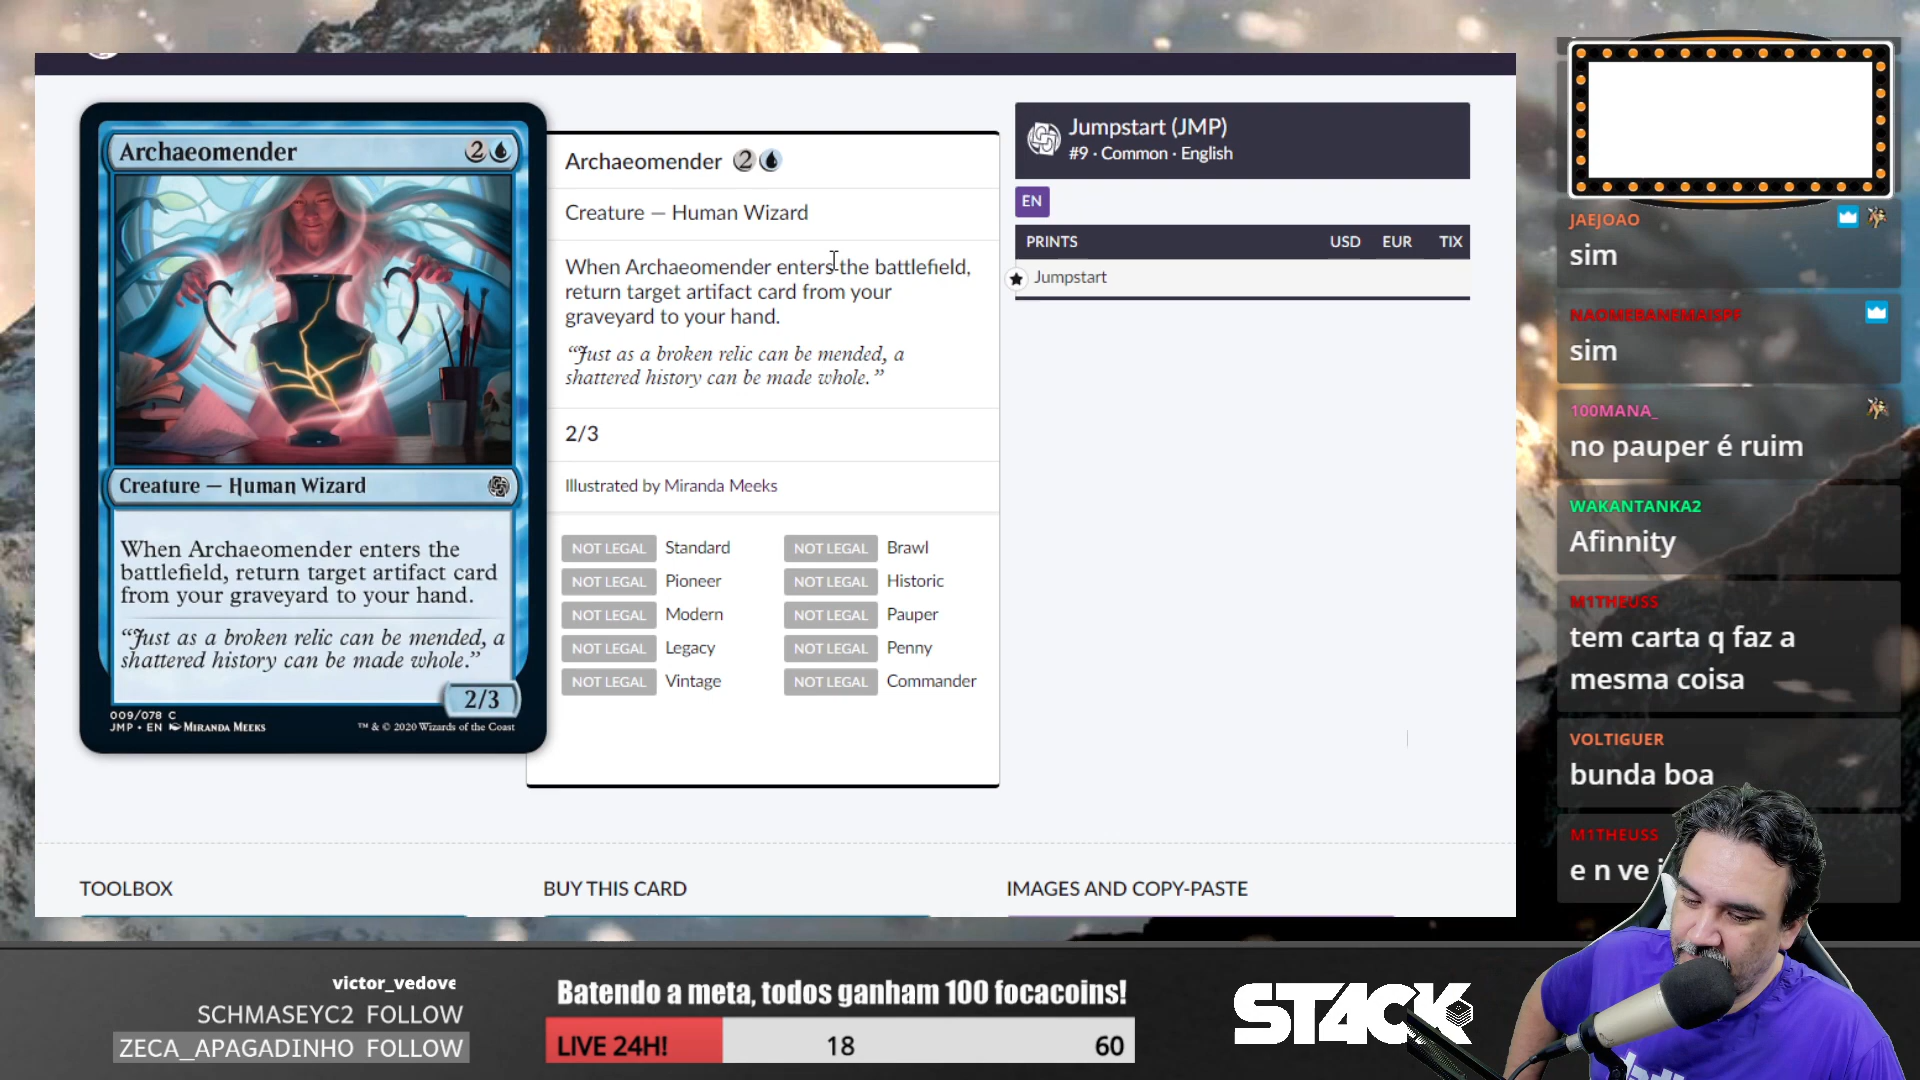 Archaeomender 2
Creature — Human Wizard
When Archaeomender enters the
battlefield, return target artifact card
from your graveyard to your hand.
“Just as a broken relic can be mended, a
shattered history can be made whole.”
2/3
009/078 C
JMP • EN MIRANDA MEEKS
™ & © 2020 Wizards of the Coast
Archaeomender 2
Creature — Human Wizard
When Archaeomender enters the battlefield,
return target artifact card from your
graveyard to your hand.
“Just as a broken relic can be mended, a
shattered history can be made whole.”
2/3
Illustrated by Miranda Meeks
NOT LEGAL Standard NOT LEGAL Brawl
NOT LEGAL Pioneer NOT LEGAL Historic
NOT LEGAL Modern NOT LEGAL Pauper
NOT LEGAL Legacy NOT LEGAL Penny
NOT LEGAL Vintage NOT LEGAL Commander
Jumpstart (JMP)
#9 · Common · English
EN
PRINTS USD EUR TIX
Jumpstart
TOOLBOX BUY THIS CARD IMAGES AND COPY-PASTE
JAEJOAO
sim
NAOMEBANEMAISPF
sim
100MANA_
no pauper é ruim
WAKANTANKA2
Afinnity
M1THEUSS
tem carta q faz a
mesma coisa
VOLTIGUER
bunda boa
M1THEUSS
e n ve
victor_vedove
SCHMASEYC2 FOLLOW
ZECA_APAGADINHO FOLLOW
Batendo a meta, todos ganham 100 focacoins!
LIVE 24H! 18 60
ST4CK